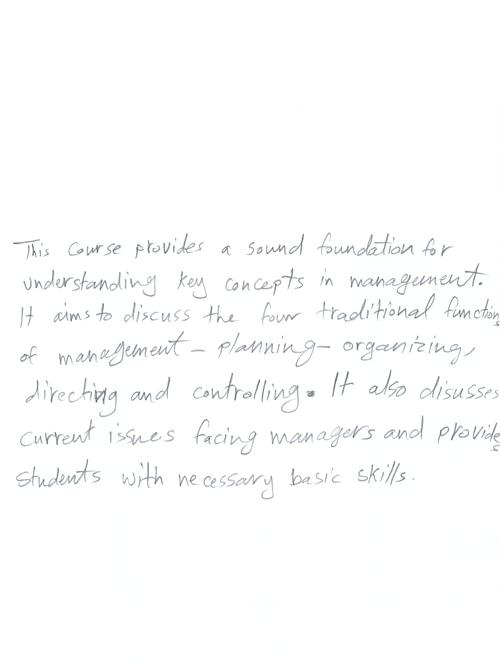 This course provides a sound foundation for
understanding key concepts in management.
It aims to discuss the four traditional functions
of management - planning - organizing,
directing and controlling. It also disusses
current issues facing managers and provides
students with necessary basic skills.